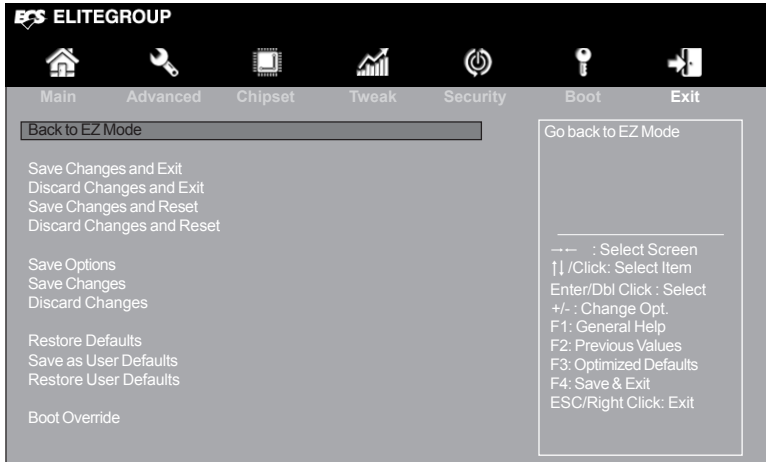 ECS ELITEGROUP
Main Advanced Chipset Tweak Security Boot Exit
Back to EZ Mode
Save Changes and Exit
Discard Changes and Exit
Save Changes and Reset
Discard Changes and Reset
Save Options
Save Changes
Discard Changes
Restore Defaults
Save as User Defaults
Restore User Defaults
Boot Override
Go back to EZ Mode
→← : Select Screen
↑↓/Click: Select Item
Enter/Dbl Click : Select
+/- : Change Opt.
F1: General Help
F2: Previous Values
F3: Optimized Defaults
F4: Save & Exit
ESC/Right Click: Exit